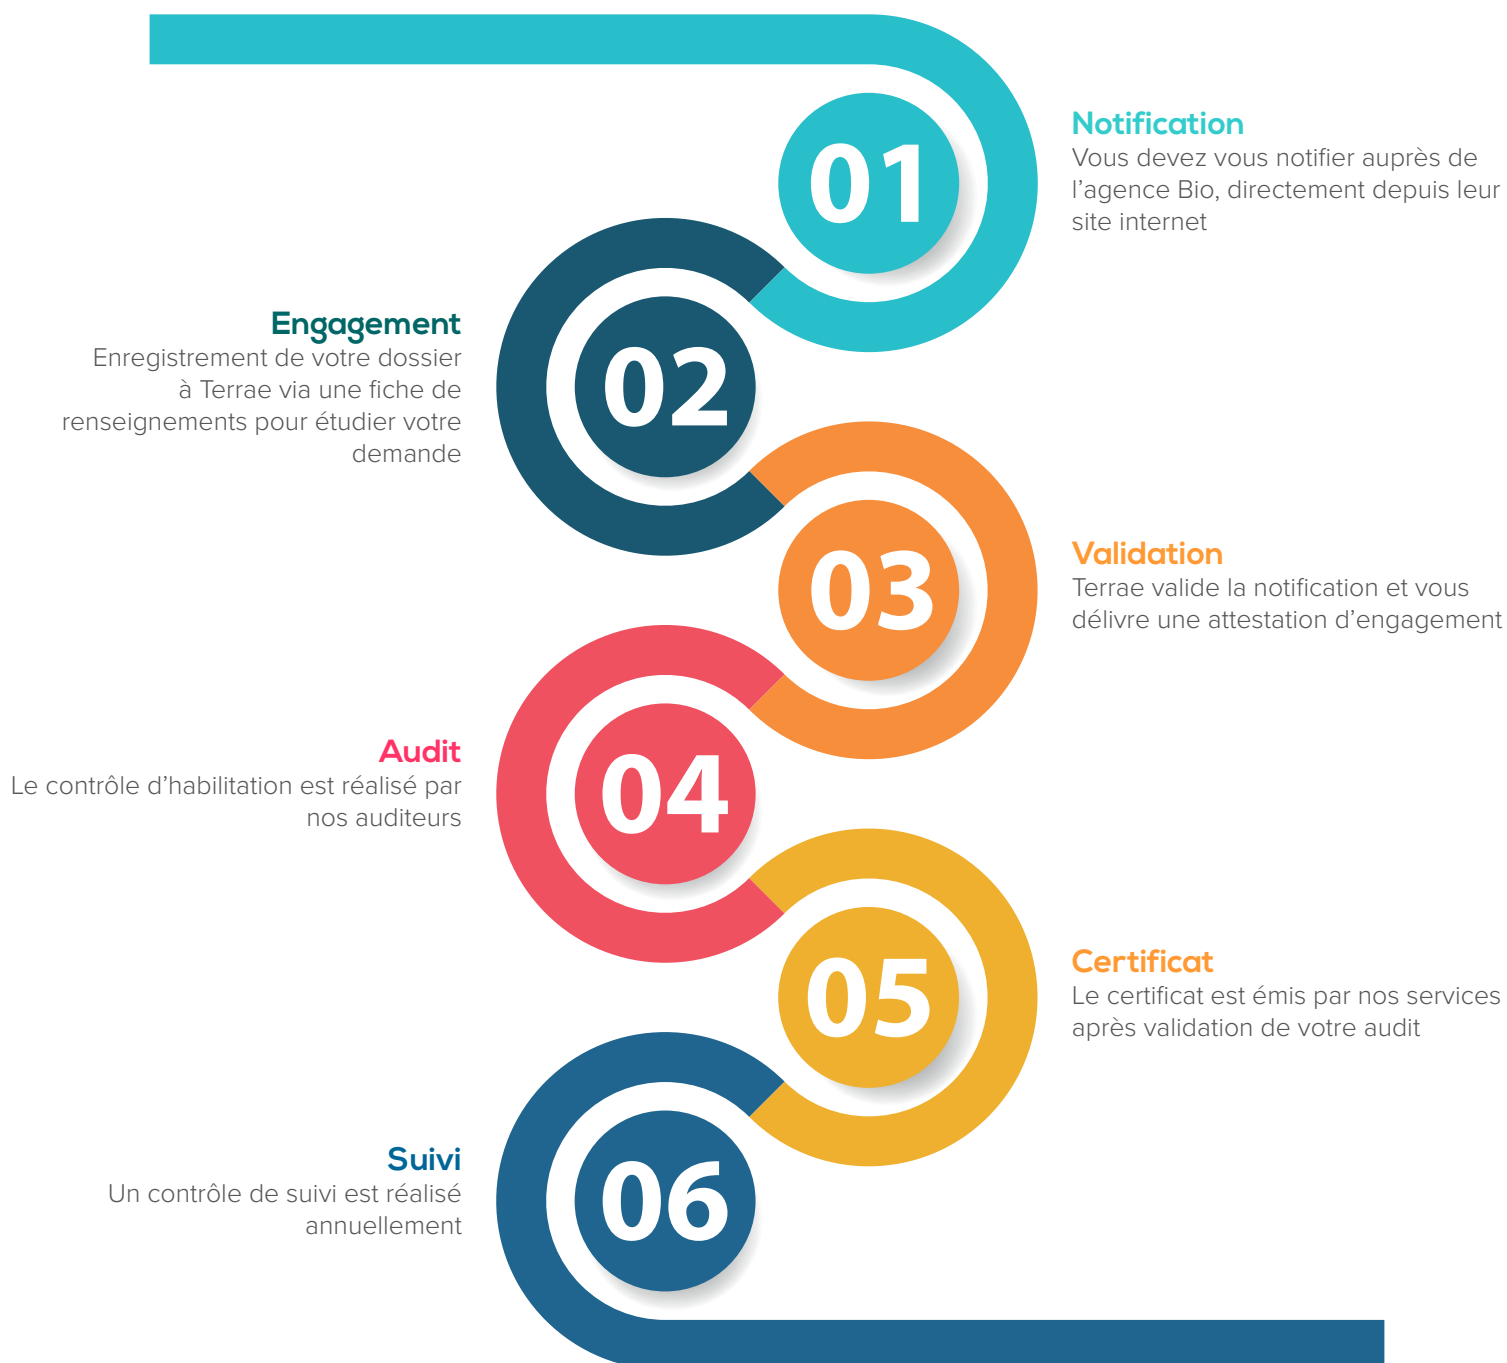 01
Notification
Vous devez vous notifier auprès de
l’agence Bio, directement depuis leur
site internet
Engagement
Enregistrement de votre dossier
à Terrae via une fiche de
renseignements pour étudier votre
demande
02
03
Validation
Terrae valide la notification et vous
délivre une attestation d’engagement
Audit
Le contrôle d’habilitation est réalisé par
nos auditeurs
04
05
Certificat
Le certificat est émis par nos services
après validation de votre audit
Suivi
Un contrôle de suivi est réalisé
annuellement
06